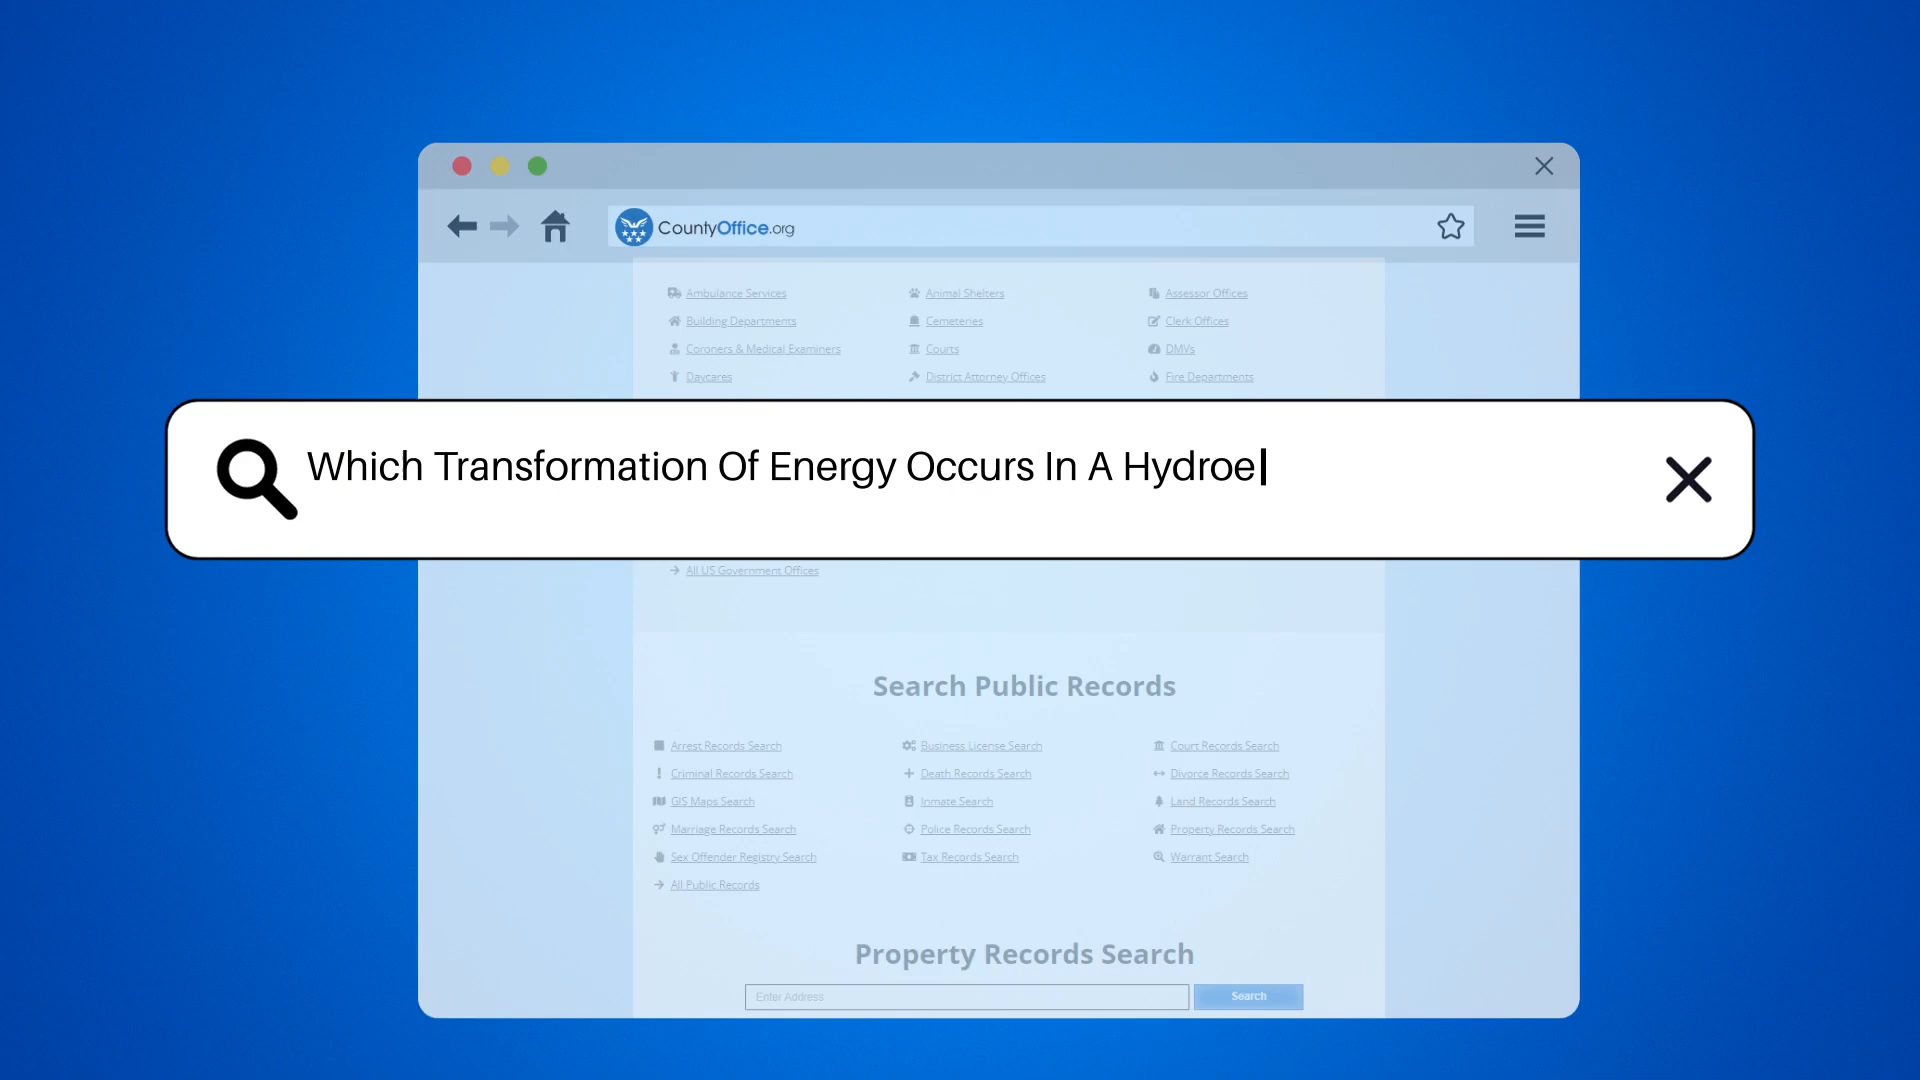 CountyOffice.org
Ambulance Services Animal Shelters Assessor Offices
Building Departments Cemeteries Clerk Offices
Coroners & Medical Examiners Courts DMVs
Daycares District Attorney Offices Fire Departments
Which Transformation Of Energy Occurs In A Hydroe
All US Government Offices
Search Public Records
Arrest Records Search Business License Search Court Records Search
Criminal Records Search Death Records Search Divorce Records Search
GIS Maps Search Inmate Search Land Records Search
Marriage Records Search Police Records Search Property Records Search
Sex Offender Registry Search Tax Records Search Warrant Search
All Public Records
Property Records Search
Enter Address Search